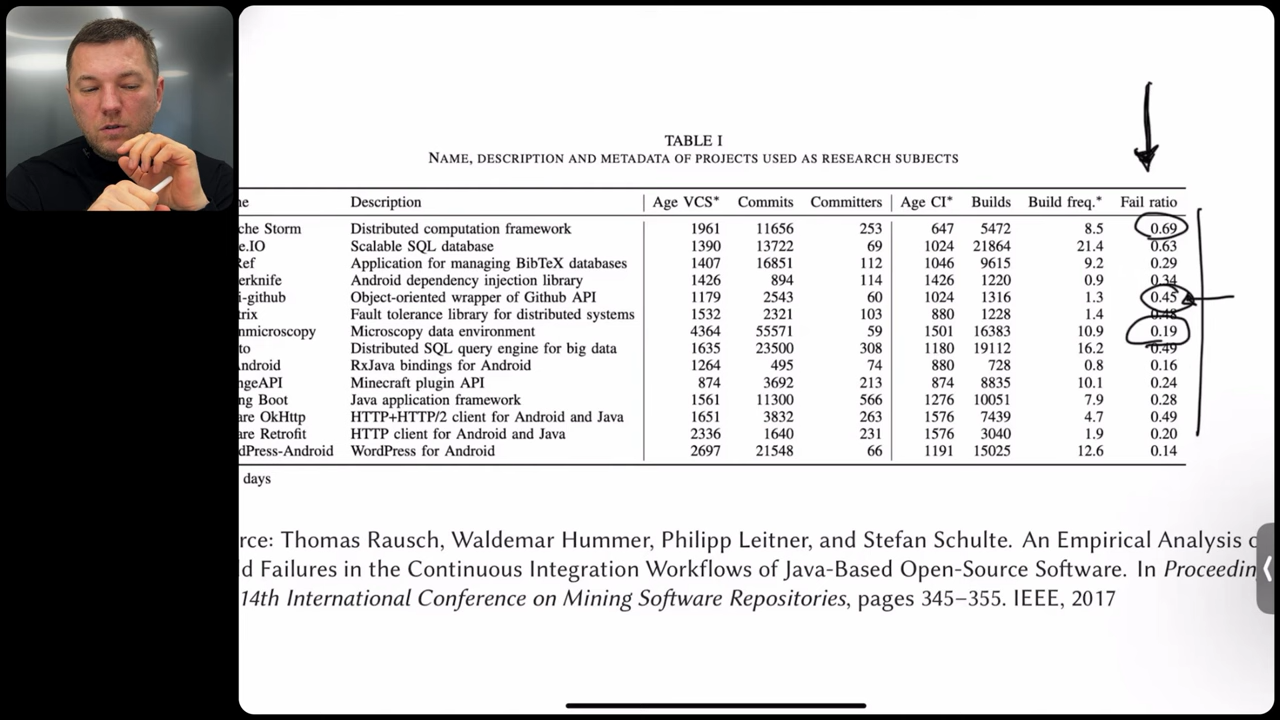 TABLE I
NAME, DESCRIPTION AND METADATA OF PROJECTS USED AS RESEARCH SUBJECTS
Description Age VCS* Commits Committers Age CI* Builds Build freq.* Fail ratio
Storm Distributed computation framework 1961 11656 253 647 5472 8.5 0.69
e.IO Scalable SQL database 1390 13722 69 1024 21864 21.4 0.63
Ref Application for managing BibTeX databases 1407 16851 112 1046 9615 9.2 0.29
erknife Android dependency injection library 1426 894 114 1426 1220 0.9 0.34
i-github Object-oriented wrapper of Github API 1179 2543 60 1024 1316 1.3 0.45
trix Fault tolerance library for distributed systems 1532 2321 103 880 1228 1.4 0.48
nmicroscopy Microscopy data environment 4364 55571 59 1501 16383 10.9 0.19
to Distributed SQL query engine for big data 1635 23500 308 1180 19112 16.2 0.49
ndroid RxJava bindings for Android 1264 495 74 880 728 0.8 0.16
ngeAPI Minecraft plugin API 874 3692 213 874 8835 10.1 0.24
ng Boot Java application framework 1561 11300 566 1276 10051 7.9 0.28
are OkHttp HTTP+HTTP/2 client for Android and Java 1651 3832 263 1576 7439 4.7 0.49
are Retrofit HTTP client for Android and Java 2336 1640 231 1576 3040 1.9 0.20
dPress-Android WordPress for Android 2697 21548 66 1191 15025 12.6 0.14
days
rce: Thomas Rausch, Waldemar Hummer, Philipp Leitner, and Stefan Schulte. An Empirical Analysis
d Failures in the Continuous Integration Workflows of Java-Based Open-Source Software. In Proceedin
14th International Conference on Mining Software Repositories, pages 345–355. IEEE, 2017